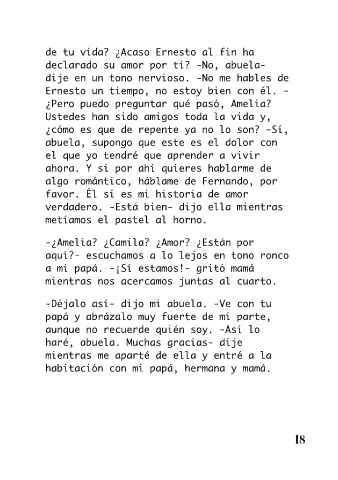 de tu vida? ¿Acaso Ernesto al fin ha
declarado su amor por ti? -No, abuela-
dije en un tono nervioso. -No me hables de
Ernesto un tiempo, no estoy bien con él. -
¿Pero puedo preguntar qué pasó, Amelia?
Ustedes han sido amigos toda la vida y,
¿cómo es que de repente ya no lo son? -Sí,
abuela, supongo que este es el dolor con
el que yo tendré que aprender a vivir
ahora. Y si por ahí quieres hablarme de
algo romántico, háblame de Fernando, por
favor. Él sí es mi historia de amor
verdadero. -Está bien- dijo ella mientras
metíamos el pastel al horno.
-¿Amelia? ¿Camila? ¿Amor? ¿Están por
aquí?- escuchamos a lo lejos en tono ronco
a mi papá. -¡Sí estamos!- gritó mamá
mientras nos acercamos juntas al cuarto.
-Déjalo así- dijo mi abuela. -Ve con tu
papá y abrázalo muy fuerte de mi parte,
aunque no recuerde quién soy. -Así lo
haré, abuela. Muchas gracias- dije
mientras me aparté de ella y entré a la
habitación con mi papá, hermana y mamá.
18